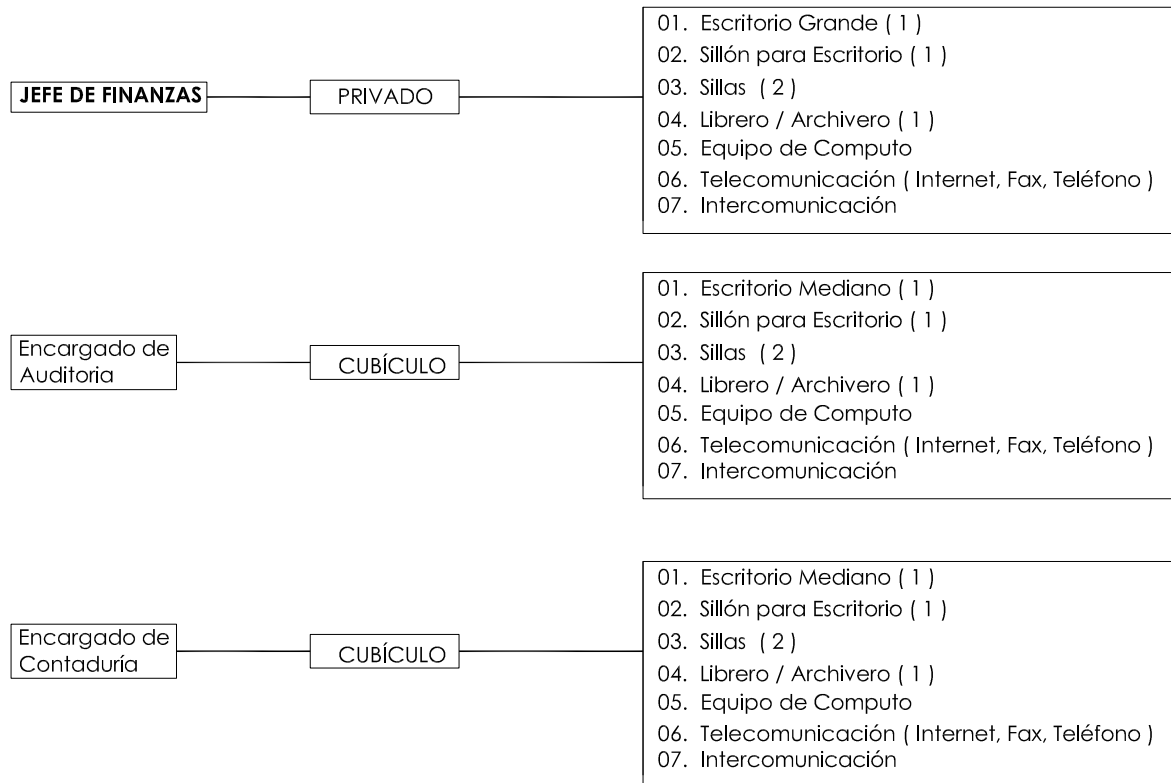 JEFE DE FINANZAS
PRIVADO
01. Escritorio Grande ( 1 )
02. Sillón para Escritorio ( 1 )
03. Sillas ( 2 )
04. Librero / Archivero ( 1 )
05. Equipo de Computo
06. Telecomunicación ( Internet, Fax, Teléfono )
07. Intercomunicación
Encargado de
Auditoria
CUBÍCULO
01. Escritorio Mediano ( 1 )
02. Sillón para Escritorio ( 1 )
03. Sillas ( 2 )
04. Librero / Archivero ( 1 )
05. Equipo de Computo
06. Telecomunicación ( Internet, Fax, Teléfono )
07. Intercomunicación
Encargado de
Contaduría
CUBÍCULO
01. Escritorio Mediano ( 1 )
02. Sillón para Escritorio ( 1 )
03. Sillas ( 2 )
04. Librero / Archivero ( 1 )
05. Equipo de Computo
06. Telecomunicación ( Internet, Fax, Teléfono )
07. Intercomunicación